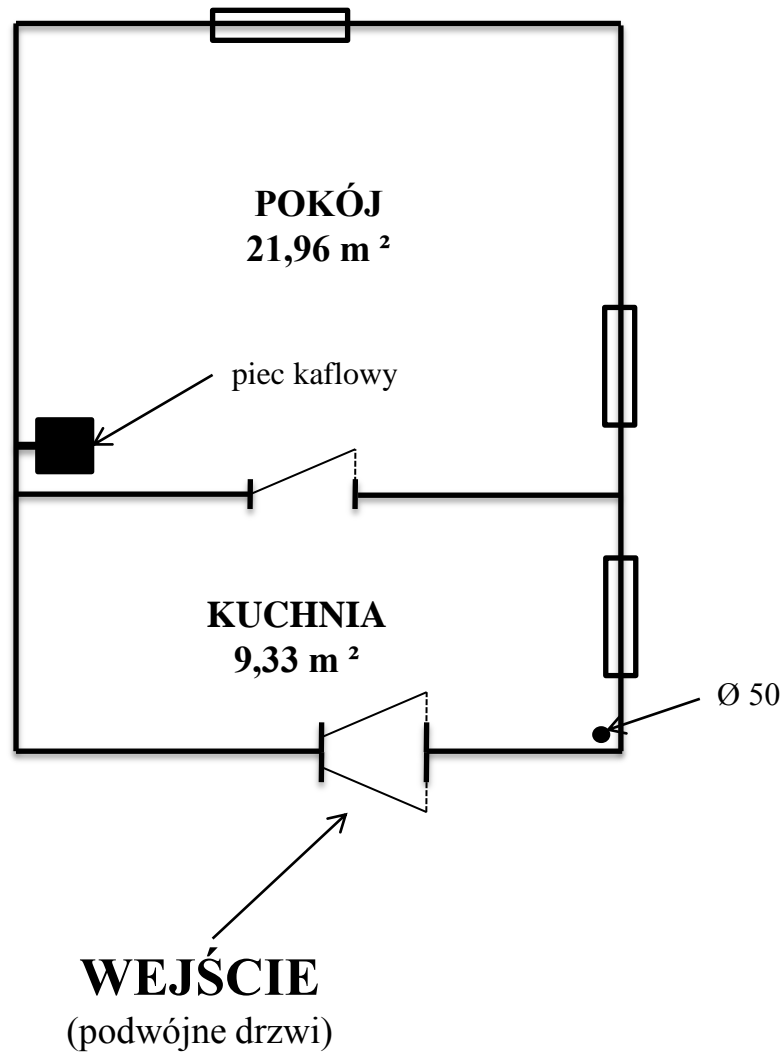 POKÓJ
21,96 m ²
piec kaflowy
KUCHNIA
9,33 m ²
Ø 50
WEJŚCIE
(podwójne drzwi)